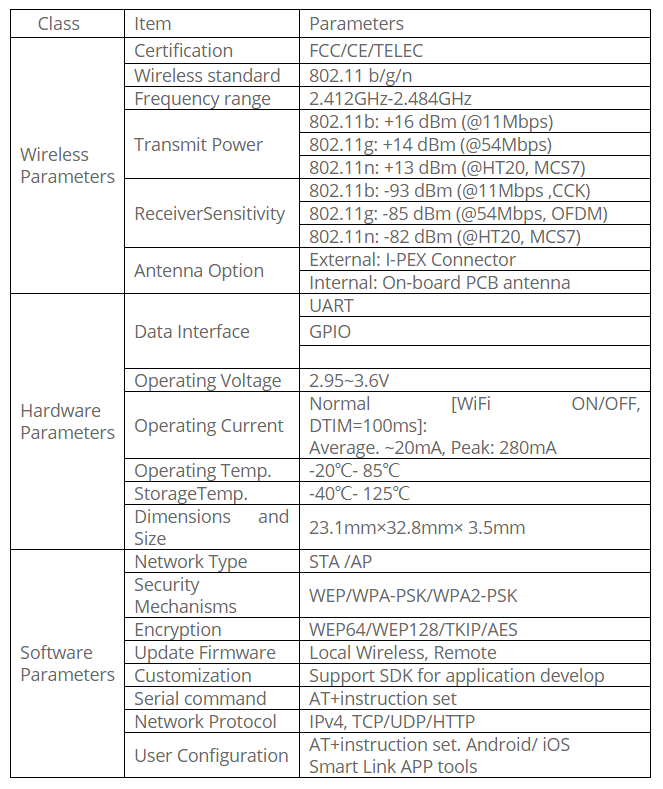 Class Item Parameters
Wireless Parameters
Certification FCC/CE/TELEC
Wireless standard 802.11 b/g/n
Frequency range 2.412GHz-2.484GHz
Transmit Power
802.11b: +16 dBm (@11Mbps)
802.11g: +14 dBm (@54Mbps)
802.11n: +13 dBm (@HT20, MCS7)
ReceiverSensitivity
802.11b: -93 dBm (@11Mbps ,CCK)
802.11g: -85 dBm (@54Mbps, OFDM)
802.11n: -82 dBm (@HT20, MCS7)
Antenna Option
External: I-PEX Connector
Internal: On-board PCB antenna
Hardware Parameters
Data Interface
UART
GPIO
Operating Voltage 2.95~3.6V
Operating Current
Normal [WiFi ON/OFF,
DTIM=100ms]:
Average. ~20mA, Peak: 280mA
Operating Temp. -20℃- 85℃
StorageTemp. -40℃- 125℃
Dimensions and
Size
23.1mm×32.8mm× 3.5mm
Software Parameters
Network Type STA /AP
Security
Mechanisms
WEP/WPA-PSK/WPA2-PSK
Encryption WEP64/WEP128/TKIP/AES
Update Firmware Local Wireless, Remote
Customization Support SDK for application develop
Serial command AT+instruction set
Network Protocol IPv4, TCP/UDP/HTTP
User Configuration
AT+instruction set. Android/ iOS
Smart Link APP tools